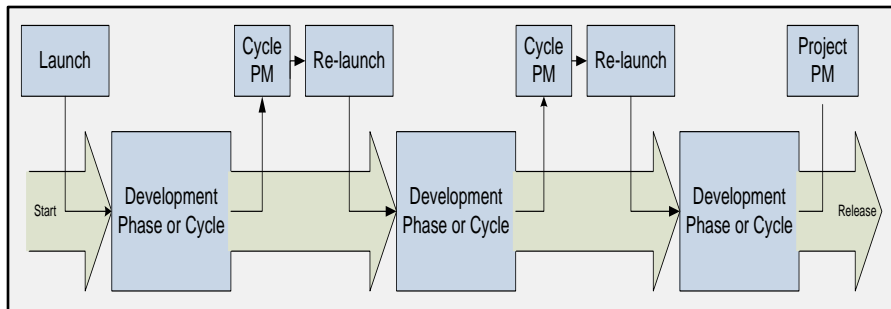 Launch
Cycle
PM
Re-launch
Cycle
PM
Re-launch
Project
PM
Start
Development
Phase or Cycle
Development
Phase or Cycle
Development
Phase or Cycle
Release